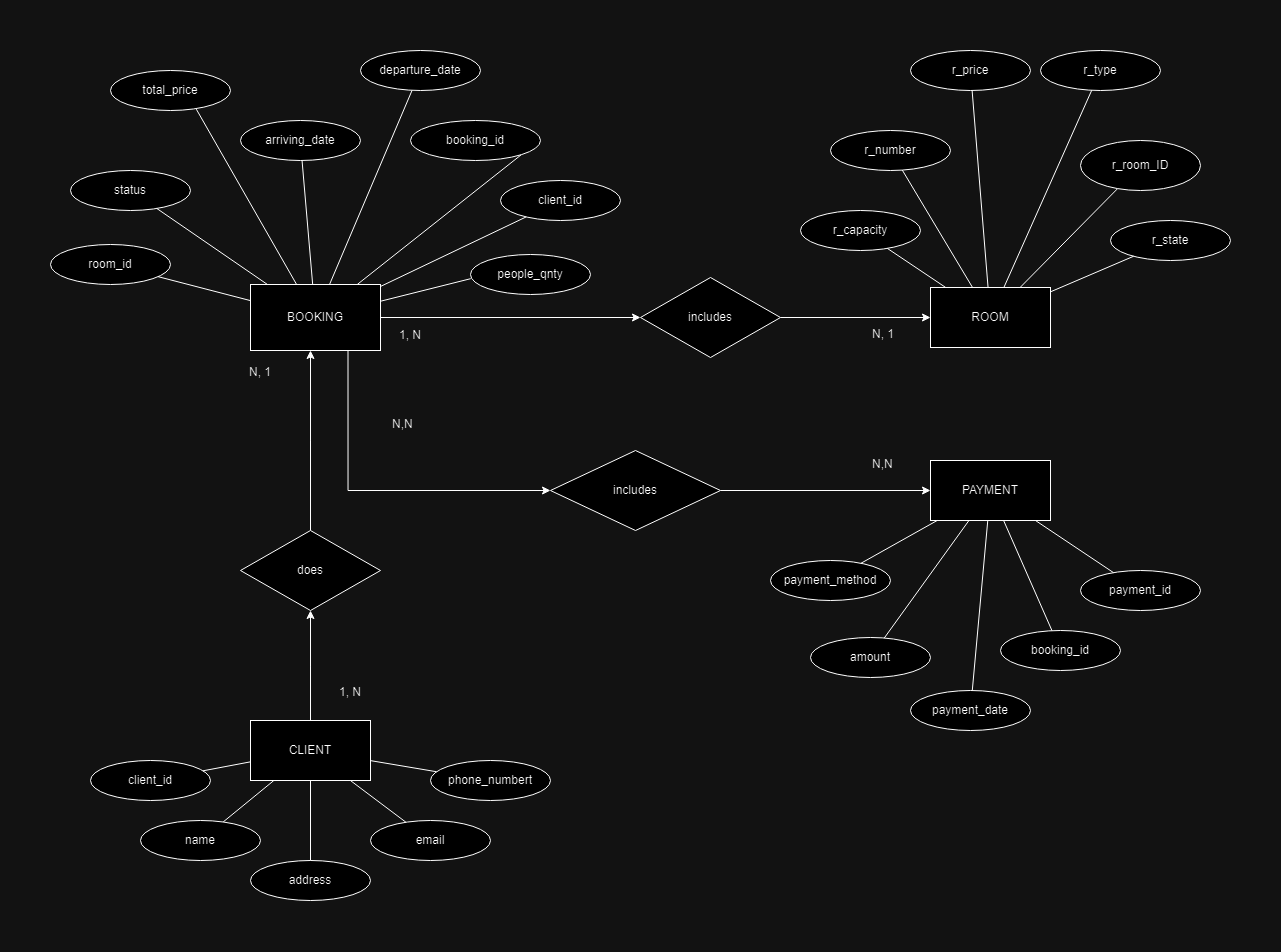 departure_date
total_price
arriving_date
booking_id
status
client_id
room_id
people_qnty
BOOKING
1, N
N, 1
includes
r_price
r_type
r_number
r_room_ID
r_capacity
r_state
ROOM
N, 1
N,N
includes
N,N
PAYMENT
payment_method
payment_id
amount
booking_id
payment_date
does
1, N
CLIENT
client_id
phone_numbert
name
email
address